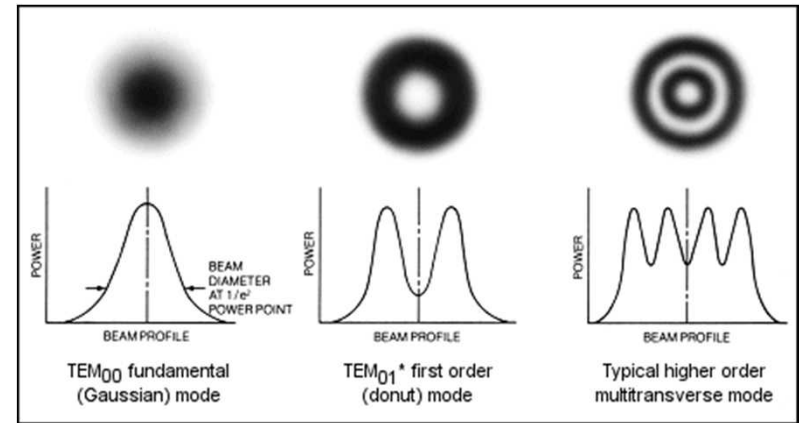 POWER
BEAM
DIAMETER
AT 1/e²
POWER POINT
BEAM PROFILE
TEM₀₀ fundamental
(Gaussian) mode
POWER
BEAM PROFILE
TEM₀₁* first order
(donut) mode
POWER
BEAM PROFILE
Typical higher order
multitransverse mode